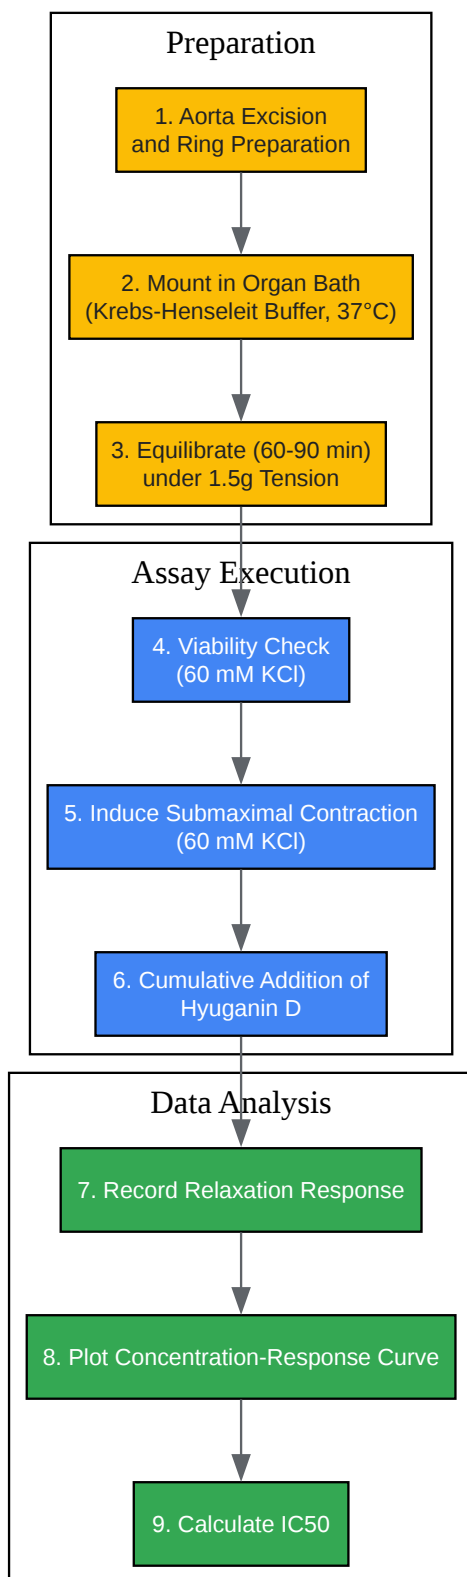 Preparation
1. Aorta Excision
and Ring Preparation
2. Mount in Organ Bath
(Krebs-Henseleit Buffer, 37°C)
3. Equilibrate (60-90 min)
under 1.5g Tension
Assay Execution
4. Viability Check
(60 mM KCl)
5. Induce Submaximal Contraction
(60 mM KCl)
6. Cumulative Addition of
Hyuganin D
Data Analysis
7. Record Relaxation Response
8. Plot Concentration-Response Curve
9. Calculate IC50